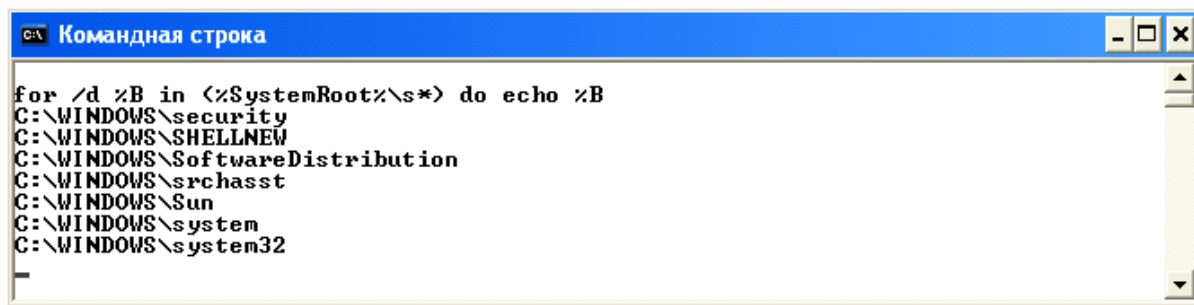 Командная строка
for /d %B in (%SystemRoot%\s*) do echo %B
C:\WINDOWS\security
C:\WINDOWS\SHELLNEW
C:\WINDOWS\SoftwareDistribution
C:\WINDOWS\srchasst
C:\WINDOWS\Sun
C:\WINDOWS\system
C:\WINDOWS\system32